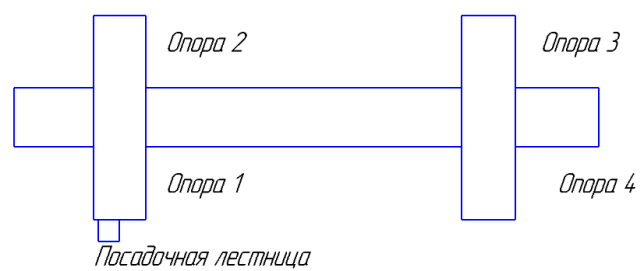 Опора 2
Опора 3
Опора 1
Опора 4
Посадочная лестница